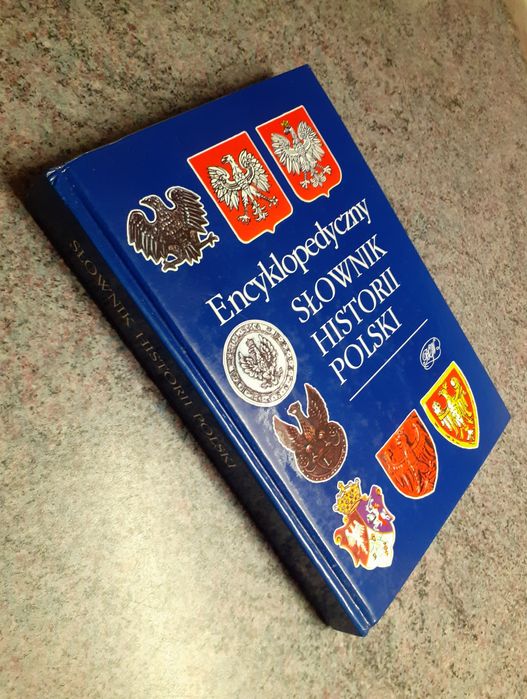 Encyklopedyczny
SŁOWNIK
HISTORII
POLSKI
SŁOWNIK HISTORII POLSKI